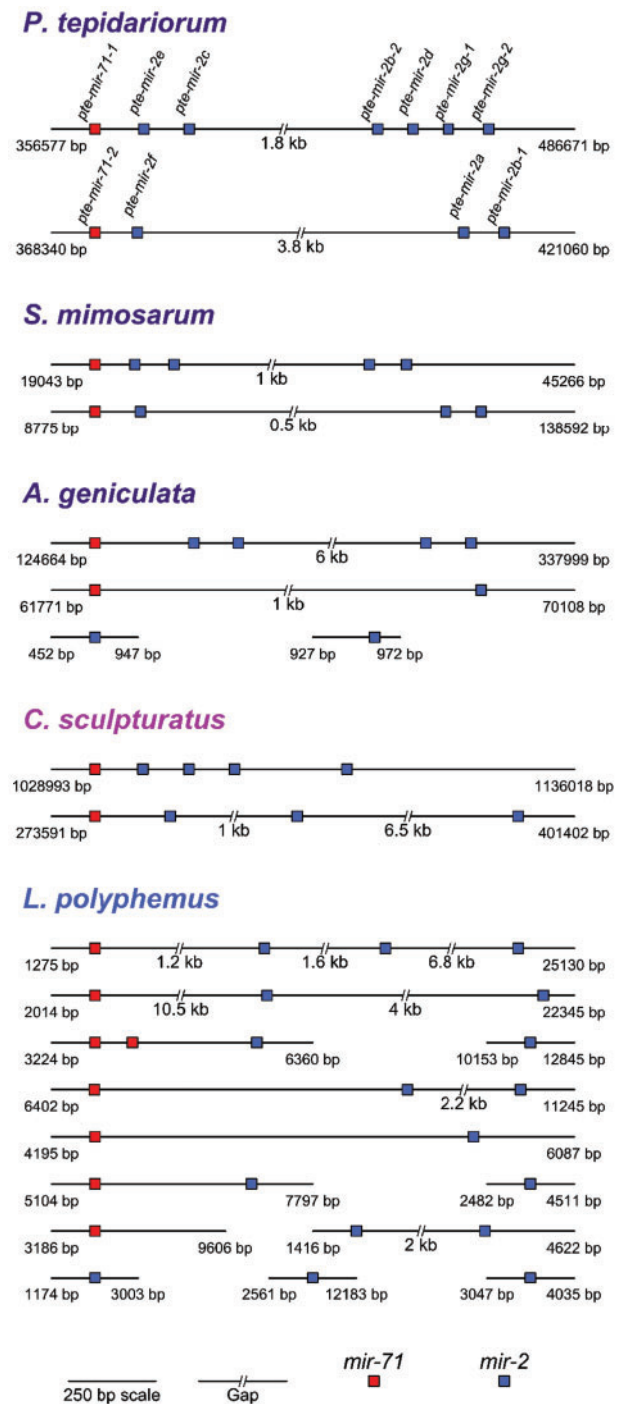 P. tepidariorum
pte-mir-71-1 pte-mir-2e pte-mir-2c pte-mir-2b-2 pte-mir-2d pte-mir-2g-1 pte-mir-2g-2
356577 bp 1.8 kb 486671 bp
pte-mir-71-2 pte-mir-2f pte-mir-2a pte-mir-2b-1
368340 bp 3.8 kb 421060 bp
S. mimosarum
19043 bp 1 kb 45266 bp
8775 bp 0.5 kb 138592 bp
A. geniculata
124664 bp 6 kb 337999 bp
61771 bp 1 kb 70108 bp
452 bp 947 bp 927 bp 972 bp
C. sculpturatus
1028993 bp 1136018 bp
273591 bp 1 kb 6.5 kb 401402 bp
L. polyphemus
1275 bp 1.2 kb 1.6 kb 6.8 kb 25130 bp
2014 bp 10.5 kb 4 kb 22345 bp
3224 bp 6360 bp 10153 bp 12845 bp
6402 bp 2.2 kb 11245 bp
4195 bp 6087 bp
5104 bp 7797 bp 2482 bp 4511 bp
3186 bp 9606 bp 1416 bp 2 kb 4622 bp
1174 bp 3003 bp 2561 bp 12183 bp 3047 bp 4035 bp
mir-71 mir-2
250 bp scale Gap